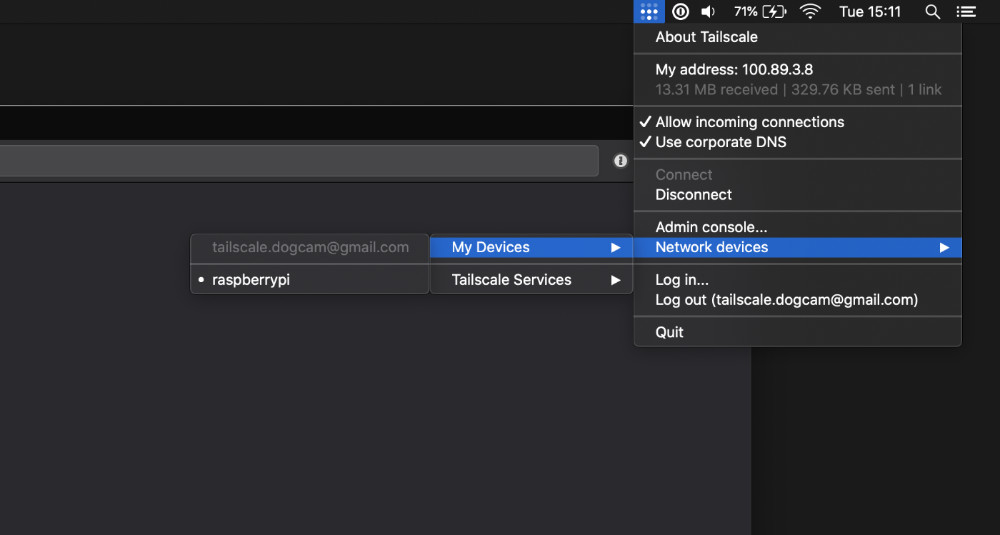 71%
Tue 15:11
About Tailscale
My address: 100.89.3.8
13.31 MB received | 329.76 KB sent | 1 link
✓ Allow incoming connections
✓ Use corporate DNS
Connect
Disconnect
Admin console...
Network devices
My Devices
Tailscale Services
tailscale.dogcam@gmail.com
• raspberrypi
Log in...
Log out (tailscale.dogcam@gmail.com)
Quit